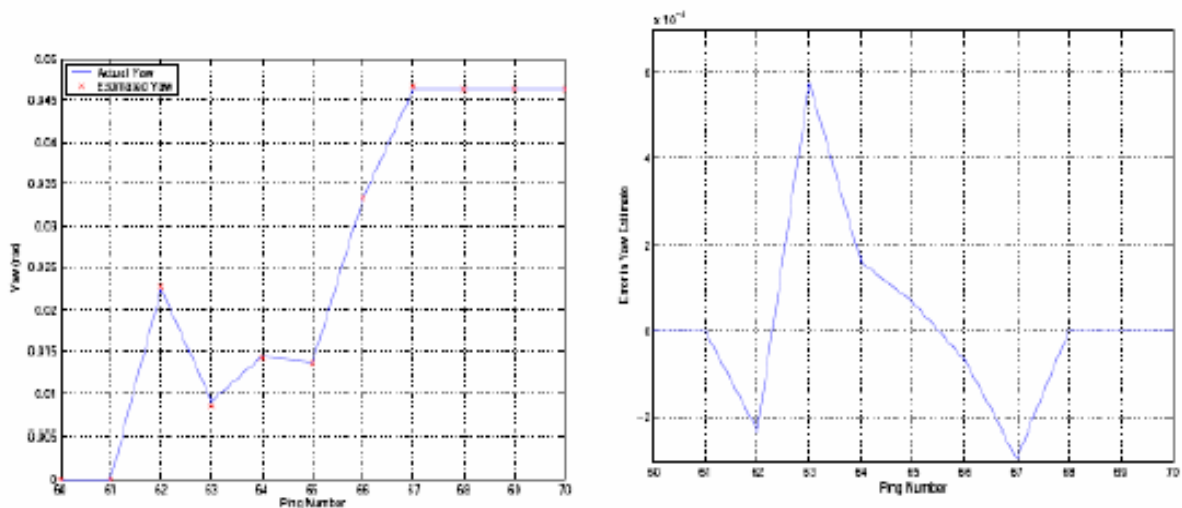 0.05
0.045
0.04
0.035
0.03
0.025
0.02
0.015
0.01
0.005
0
Yaw (rad)
Actual Yaw
Estimated Yaw
60 61 62 63 64 65 66 67 68 69 70
Ping Number
6
4
2
0
-2
Error in Yaw Estimate
60 61 62 63 64 65 66 67 68 69 70
Ping Number